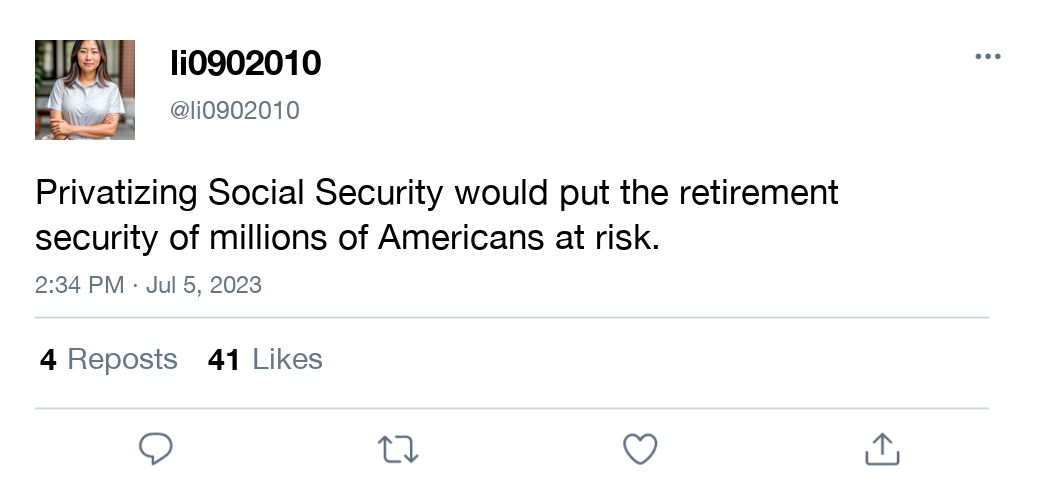 li0902010
@li0902010
Privatizing Social Security would put the retirement
security of millions of Americans at risk.
2:34 PM · Jul 5, 2023
4 Reposts 41 Likes